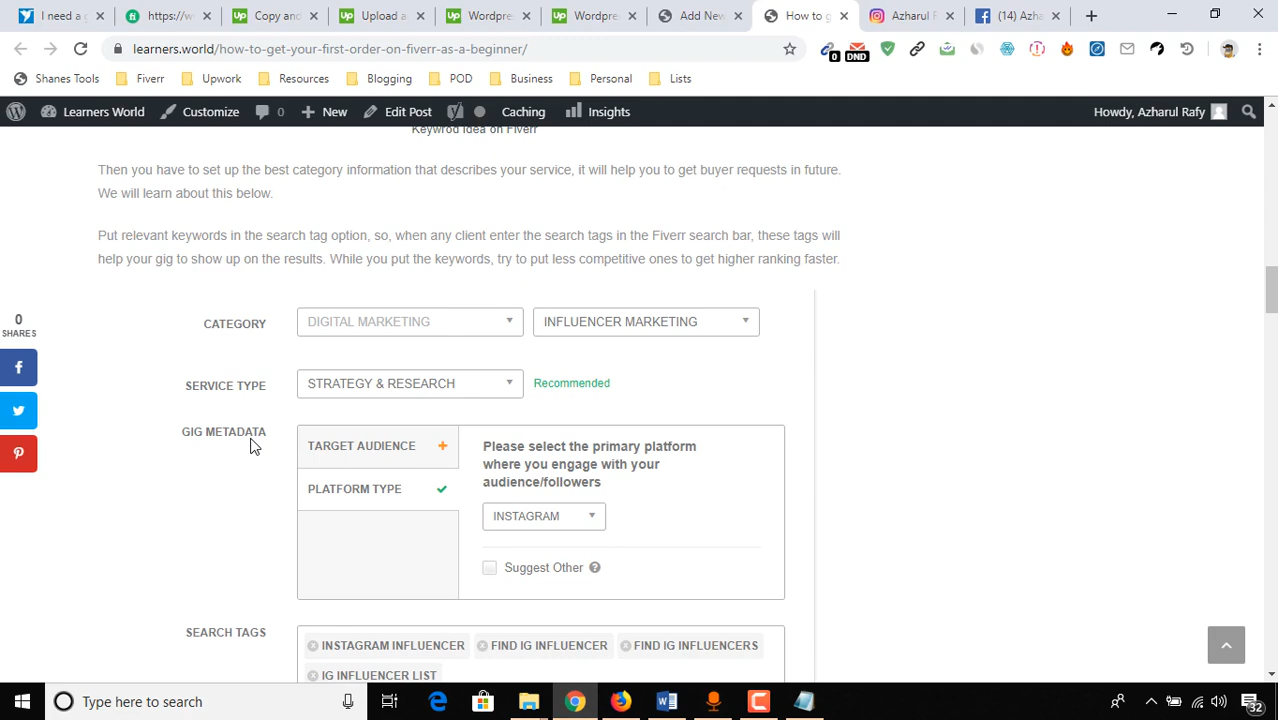 I need a g
https://w
Copy and
Upload a
Wordpre
Wordpre
Add New
How to g
Azharul R
(14) Azha
learners.world/how-to-get-your-first-order-on-fiverr-as-a-beginner/
0
DND
Shanes Tools
Fiverr
Upwork
Resources
Blogging
POD
Business
Personal
Lists
Learners World
Customize
0
New
Edit Post
Caching
Insights
Howdy, Azharul Rafy
Keywrod Idea on Fiverr
Then you have to set up the best category information that describes your service, it will help you to get buyer requests in future.
We will learn about this below.
Put relevant keywords in the search tag option, so, when any client enter the search tags in the Fiverr search bar, these tags will
help your gig to show up on the results. While you put the keywords, try to put less competitive ones to get higher ranking faster.
0
SHARES
CATEGORY
DIGITAL MARKETING
INFLUENCER MARKETING
SERVICE TYPE
STRATEGY & RESEARCH
Recommended
GIG METADATA
TARGET AUDIENCE
PLATFORM TYPE
Please select the primary platform
where you engage with your
audience/followers
INSTAGRAM
Suggest Other
SEARCH TAGS
INSTAGRAM INFLUENCER
FIND IG INFLUENCER
FIND IG INFLUENCERS
IG INFLUENCER LIST
Type here to search
32